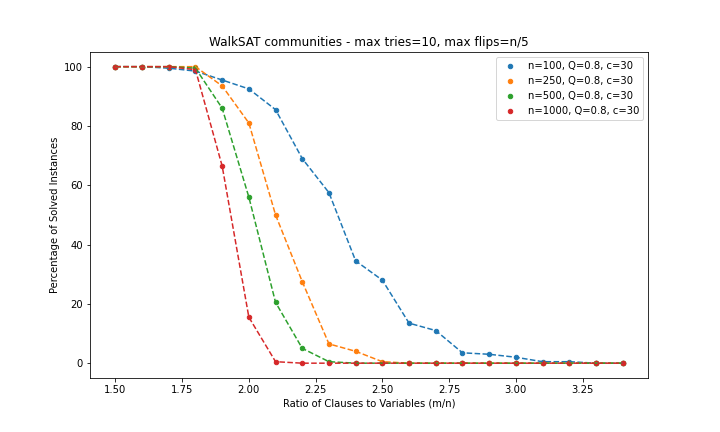 WalkSAT communities - max tries=10, max flips=n/5
n=100, Q=0.8, c=30
n=250, Q=0.8, c=30
n=500, Q=0.8, c=30
n=1000, Q=0.8, c=30
Percentage of Solved Instances
100
80
60
40
20
0
1.50 1.75 2.00 2.25 2.50 2.75 3.00 3.25
Ratio of Clauses to Variables (m/n)